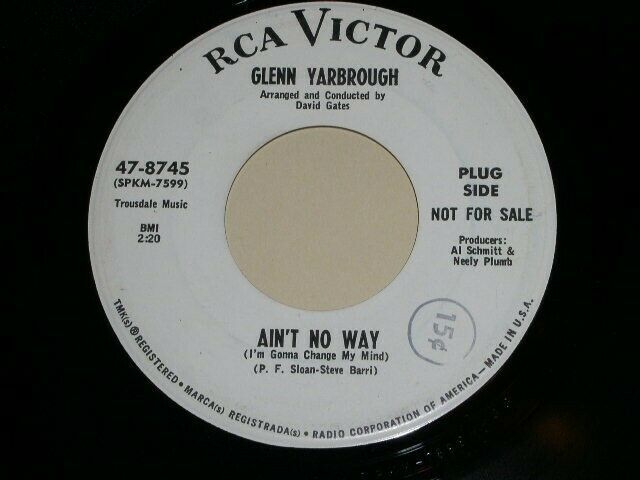 RCA VICTOR
GLENN YARBROUGH
Arranged and Conducted by
David Gates
47-8745
(SPKM-7599)
Trousdale Music
BMI
2:20
PLUG
SIDE
NOT FOR SALE
Producers:
Al Schmitt &
Neely Plumb
15¢
AIN'T NO WAY
(I'm Gonna Change My Mind)
(P. F. Sloan-Steve Barri)
TMK(s) ® REGISTERED • MARCA(s) REGISTRADA(s) • RADIO CORPORATION OF AMERICA—MADE IN U.S.A.